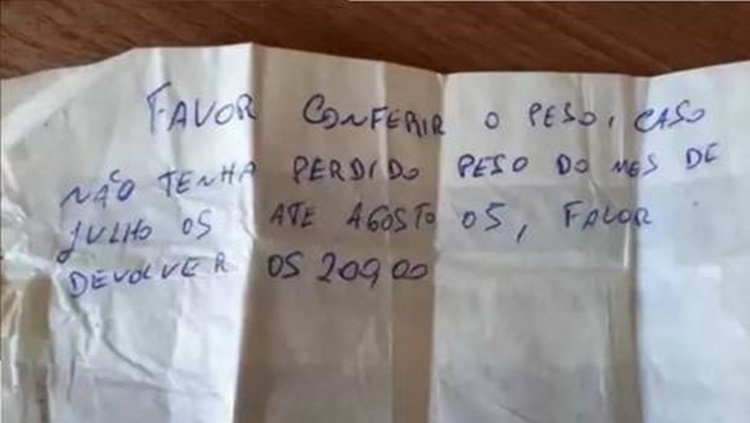 FAVOR CONFERIR O PESO, CASO
NÃO TENHA PERDIDO PESO DO MES DE
JULHO 05 ATE AGOSTO 05, FAVOR
DEVOLVER OS 209 00